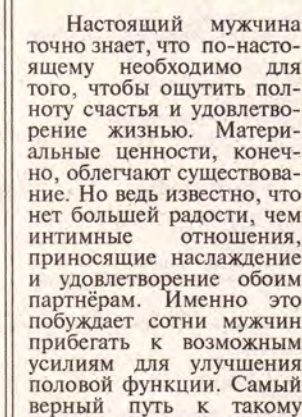 Настоящий мужчина
точно знает, что по-насто-
ящему необходимо для
того, чтобы ощутить пол-
ноту счастья и удовлетво-
рение жизнью. Матери-
альные ценности, конеч-
но, облегчают существова-
ние. Но ведь известно, что
нет большей радости, чем
интимные отношения,
приносящие наслаждение
и удовлетворение обоим
партнёрам. Именно это
побуждает сотни мужчин
прибегать к возможным
усилиям для улучшения
половой функции. Самый
верный путь к такому